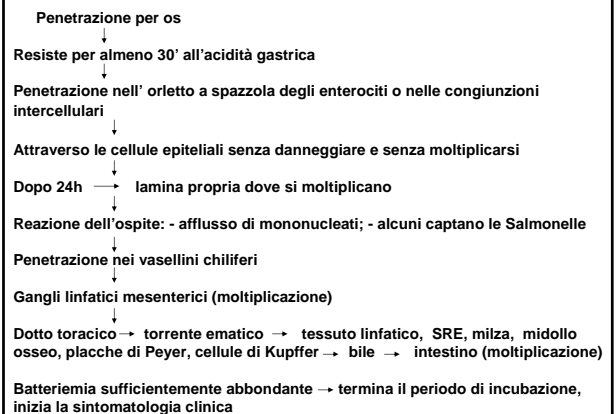 Penetrazione per os
Resiste per almeno 30' all'acidità gastrica
Penetrazione nell' orletto a spazzola degli enterociti o nelle congiunzioni
intercellulari
Attraverso le cellule epiteliali senza danneggiare e senza moltiplicarsi
Dopo 24h → lamina propria dove si moltiplicano
Reazione dell'ospite: - afflusso di mononucleati; - alcuni captano le Salmonelle
Penetrazione nei vasellini chiliferi
Gangli linfatici mesenterici (moltiplicazione)
Dotto toracico → torrente ematico → tessuto linfatico, SRE, milza, midollo
osseo, placche di Peyer, cellule di Kupffer → bile → intestino (moltiplicazione)
Batteriemia sufficientemente abbondante → termina il periodo di incubazione,
inizia la sintomatologia clinica